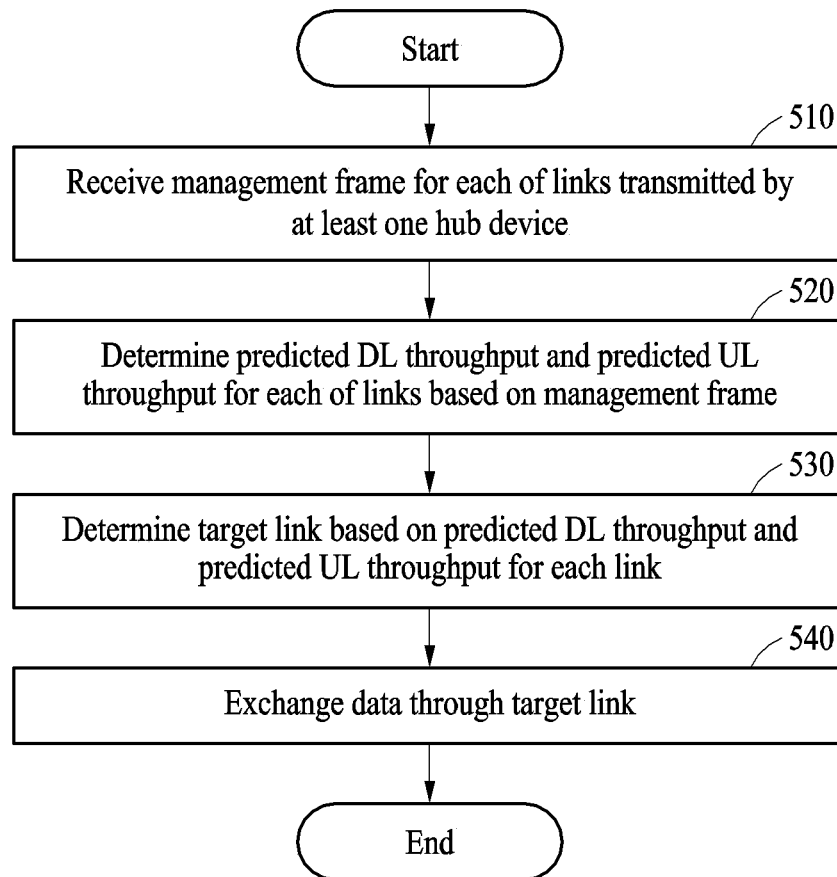 Start
510
Receive management frame for each of links transmitted by
at least one hub device
520
Determine predicted DL throughput and predicted UL
throughput for each of links based on management frame
530
Determine target link based on predicted DL throughput and
predicted UL throughput for each link
540
Exchange data through target link
End